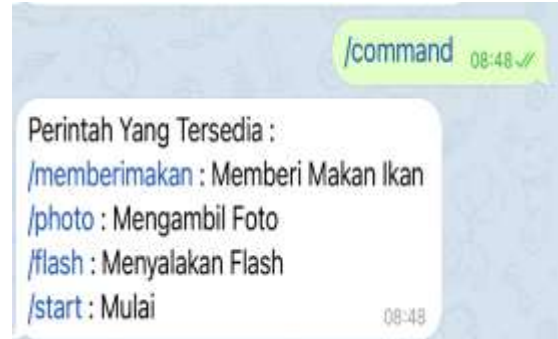 /command 08:48
Perintah Yang Tersedia :
/memberimakan : Memberi Makan Ikan
/photo : Mengambil Foto
/flash : Menyalakan Flash
/start : Mulai
08:48